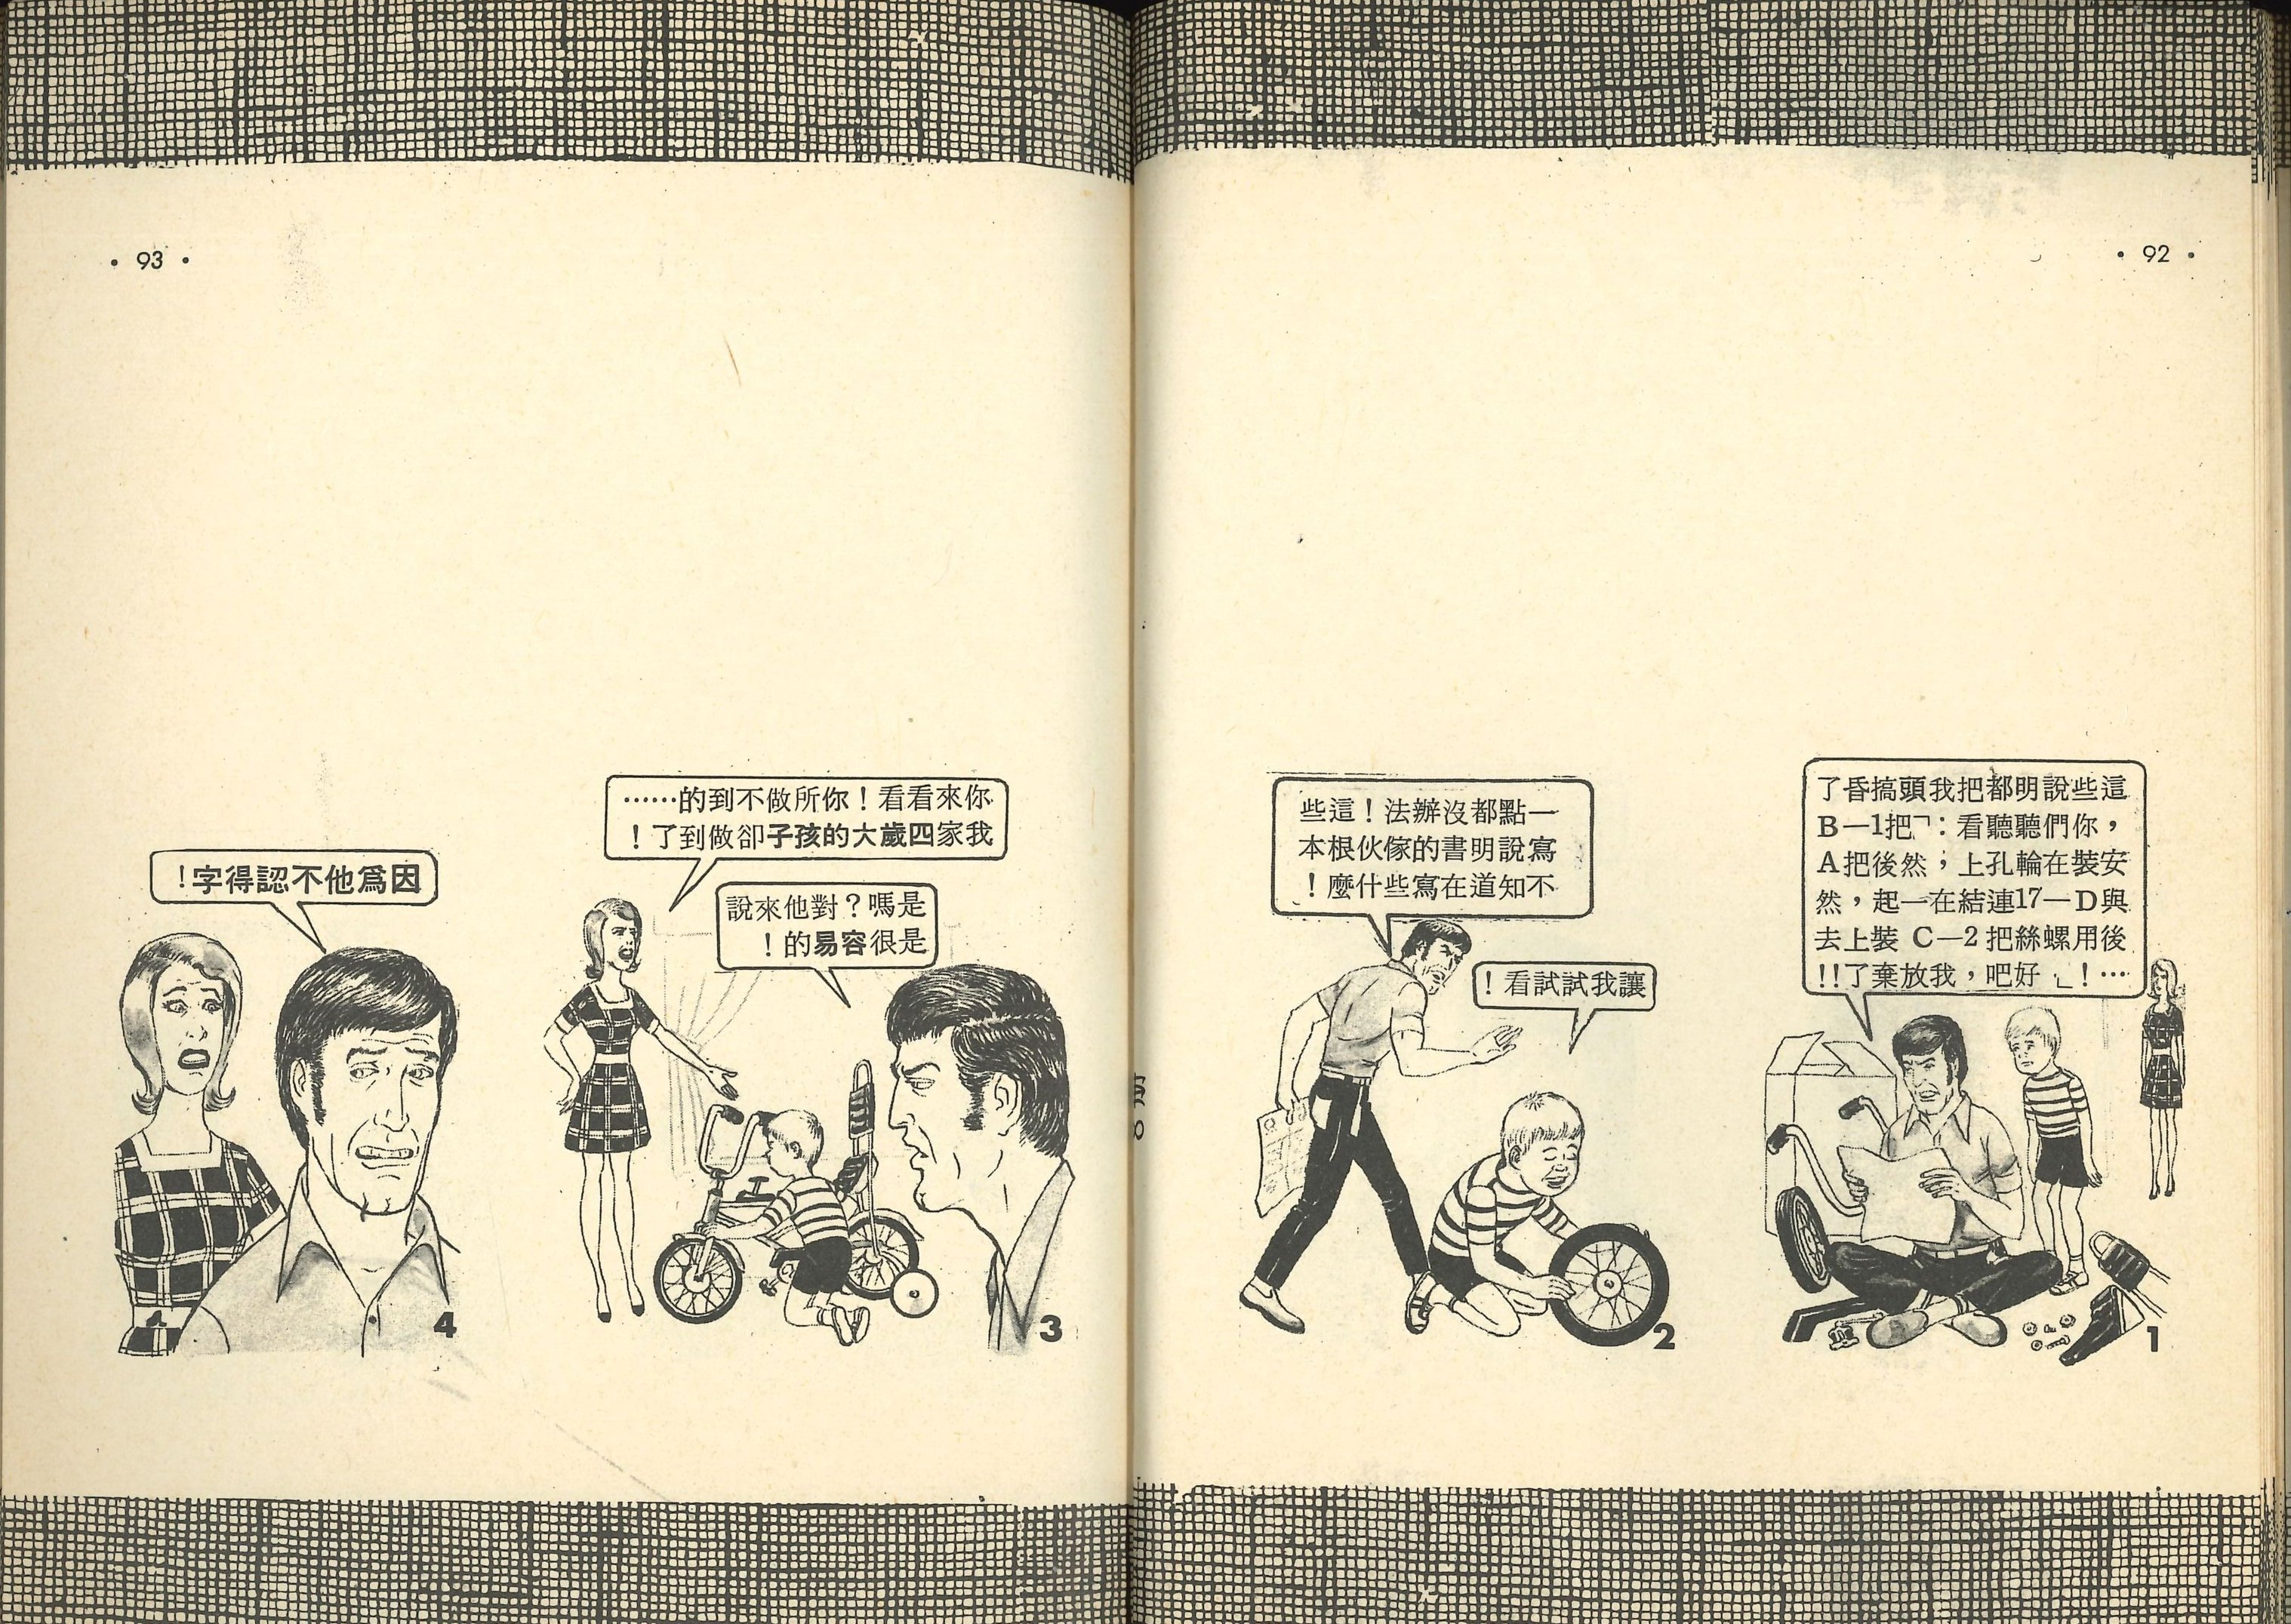 • 92 •
這些說明都把我頭搞昏了
，你們聽聽看：「把1—B
安裝在輪孔上，然後把A
與D—17連結在一起，然
後用螺絲把2—C裝上去
…！」好吧，我放棄了!!
1
一點都沒辦法！這些
寫說明書的傢伙根本
不知道在寫些什麼！
讓我試試看！
2
• 93 •
你來看看！你所做不到的……
我家四歲大的孩子卻做到了！
是嗎？對他來說
是很容易的！
3
因爲他不認得字！
4